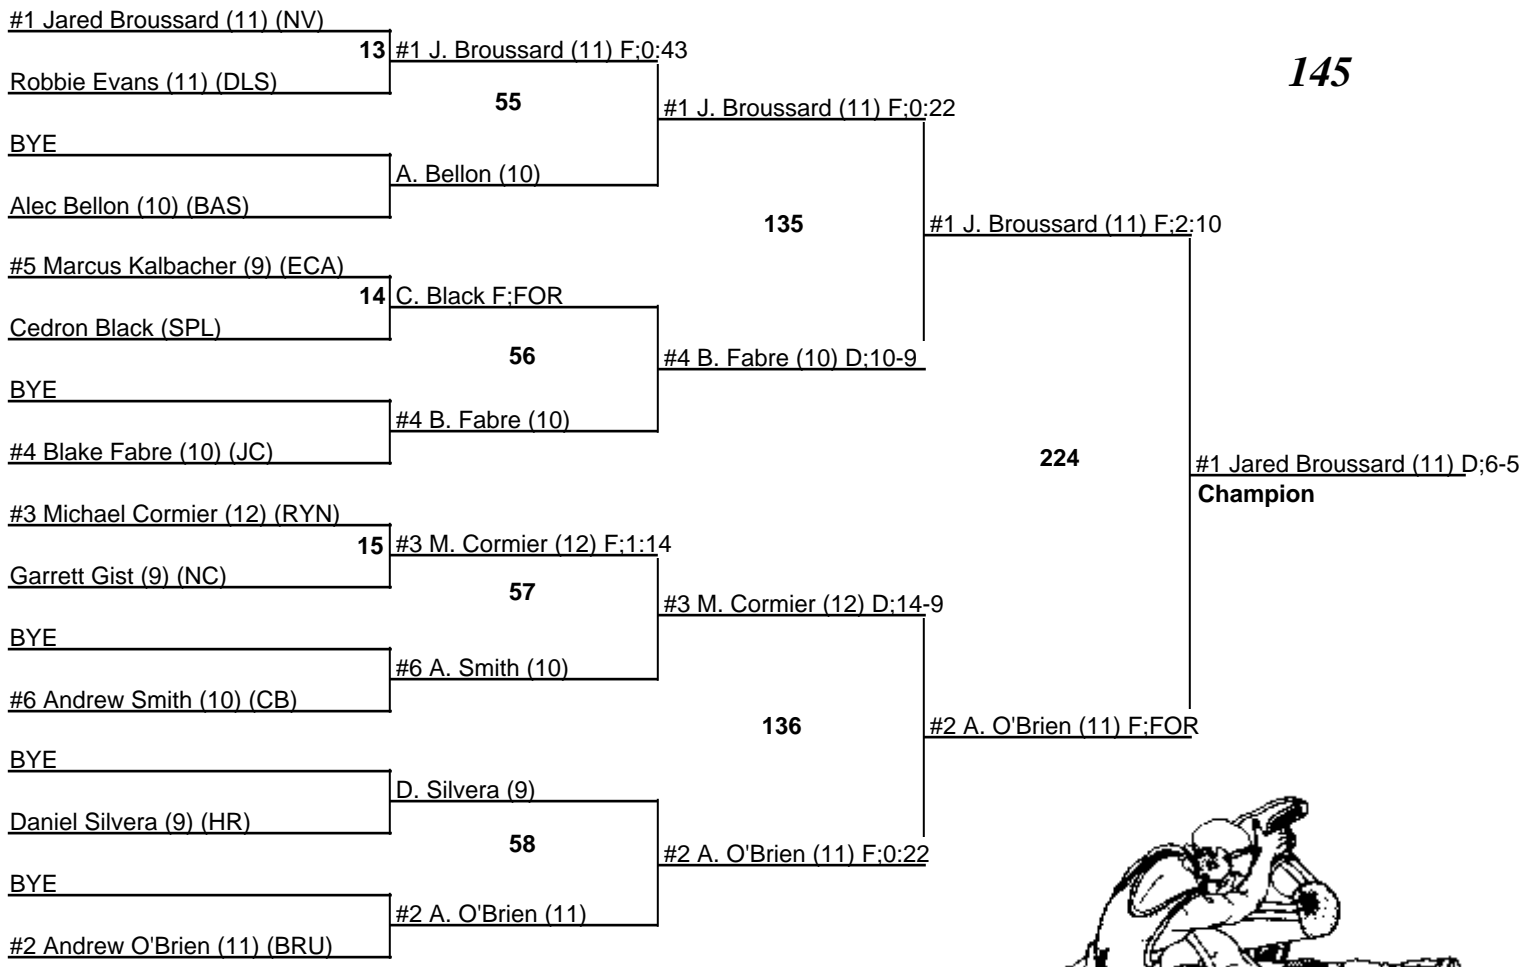 #1 Jared Broussard (11) (NV)
13 #1 J. Broussard (11) F;0:43
145
Robbie Evans (11) (DLS)
55
#1 J. Broussard (11) F;0:22
BYE
A. Bellon (10)
Alec Bellon (10) (BAS)
135
#1 J. Broussard (11) F;2:10
#5 Marcus Kalbacher (9) (ECA)
14 C. Black F;FOR
Cedron Black (SPL)
56
#4 B. Fabre (10) D;10-9
BYE
#4 B. Fabre (10)
#4 Blake Fabre (10) (JC)
224
#1 Jared Broussard (11) D;6-5
Champion
#3 Michael Cormier (12) (RYN)
15 #3 M. Cormier (12) F;1:14
Garrett Gist (9) (NC)
57
#3 M. Cormier (12) D;14-9
BYE
#6 A. Smith (10)
#6 Andrew Smith (10) (CB)
136
#2 A. O'Brien (11) F;FOR
BYE
D. Silvera (9)
Daniel Silvera (9) (HR)
58
#2 A. O'Brien (11) F;0:22
BYE
#2 A. O'Brien (11)
#2 Andrew O'Brien (11) (BRU)